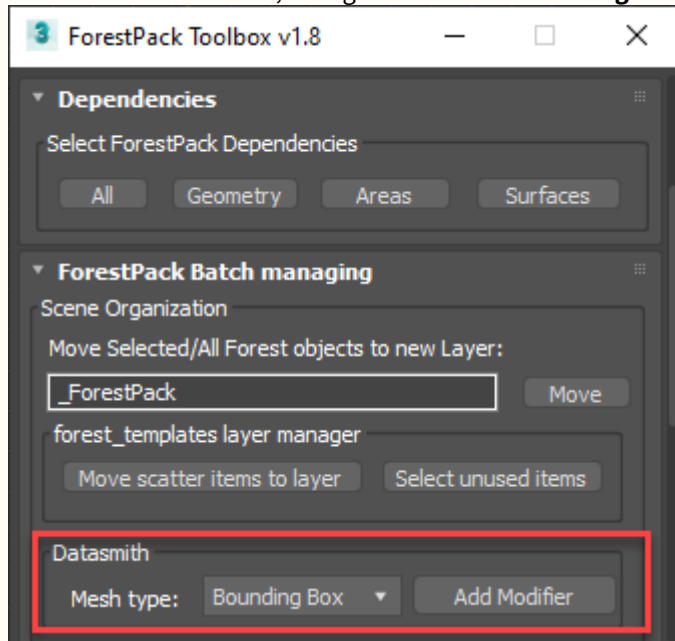 ForestPack Toolbox v1.8
Dependencies
Select ForestPack Dependencies
All Geometry Areas Surfaces
ForestPack Batch managing
Scene Organization
Move Selected/All Forest objects to new Layer:
_ForestPack Move
forest_templates layer manager
Move scatter items to layer Select unused items
Datasmith
Mesh type: Bounding Box Add Modifier